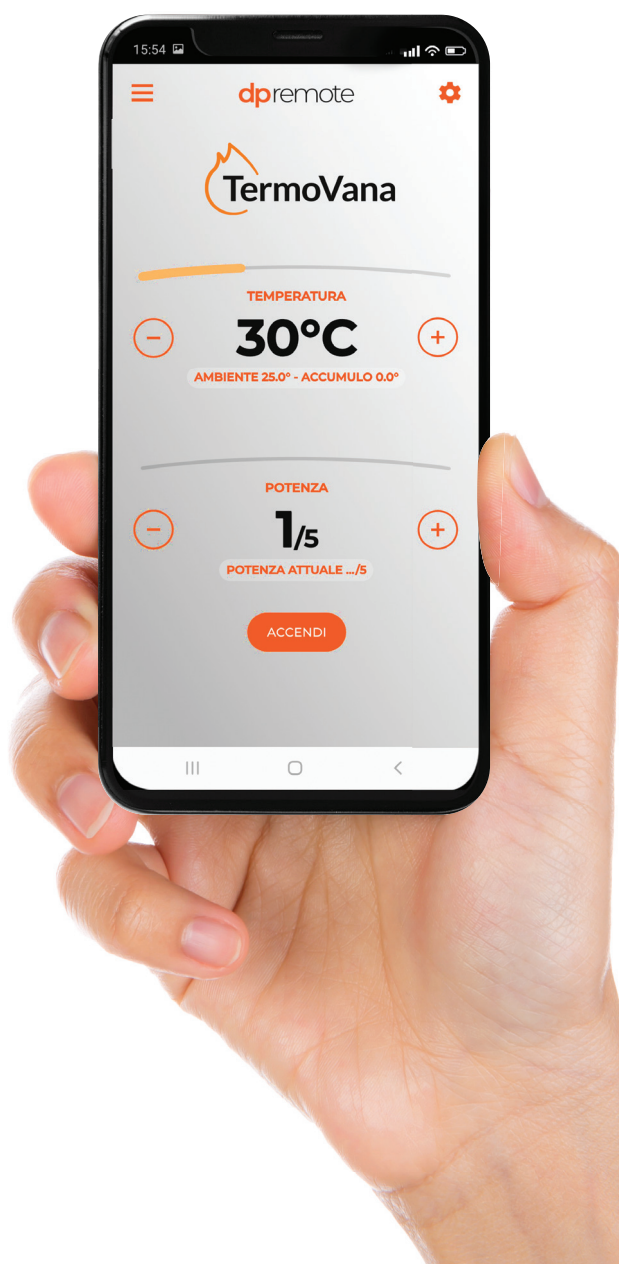 15:54
dpremote
TermoVana
TEMPERATURA
30°C
AMBIENTE 25.0° - ACCUMULO 0.0°
POTENZA
1/5
POTENZA ATTUALE .../5
ACCENDI